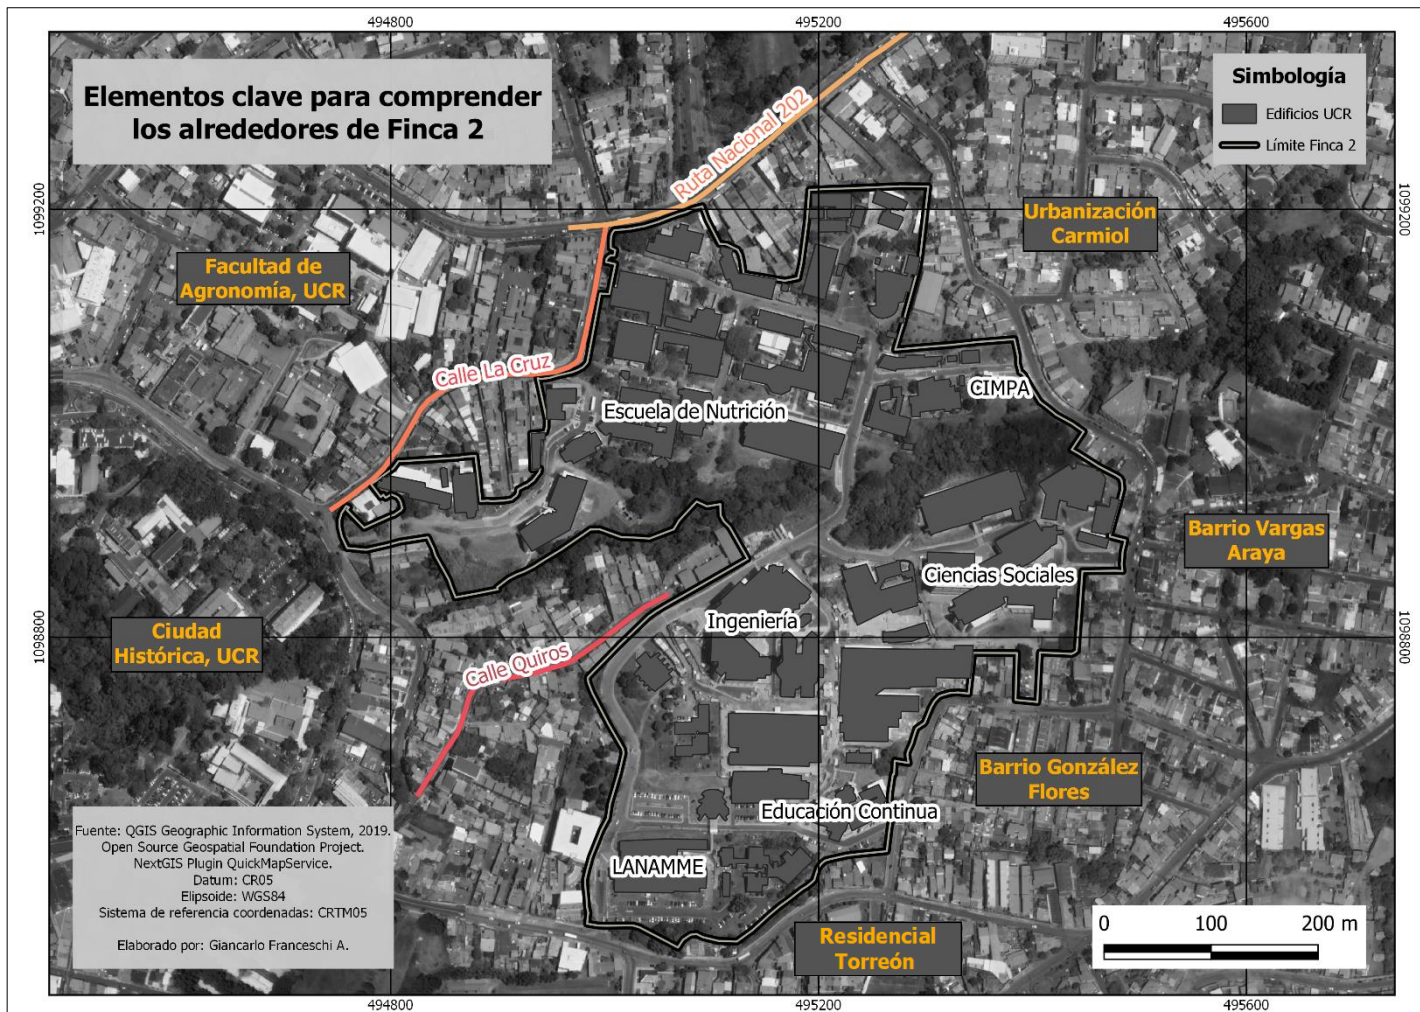 494800
495200
495600
Elementos clave para comprender
los alrededores de Finca 2
Ruta Nacional 202
Simbología
Edificios UCR
Límite Finca 2
1099200
1099200
Urbanización
Carmiol
Facultad de
Agronomía, UCR
Calle La Cruz
CIMPA
Escuela de Nutrición
Barrio Vargas
Araya
Ciencias Sociales
Ingeniería
1098800
1098800
Ciudad
Histórica, UCR
Calle Quiros
Barrio González
Flores
Educación Continua
Fuente: QGIS Geographic Information System, 2019.
Open Source Geospatial Foundation Project.
NextGIS Plugin QuickMapService.
Datum: CR05
Elipsoide: WGS84
Sistema de referencia coordenadas: CRTM05
Elaborado por: Giancarlo Franceschi A.
LANAMME
Residencial
Torreón
0 100 200 m
494800
495200
495600